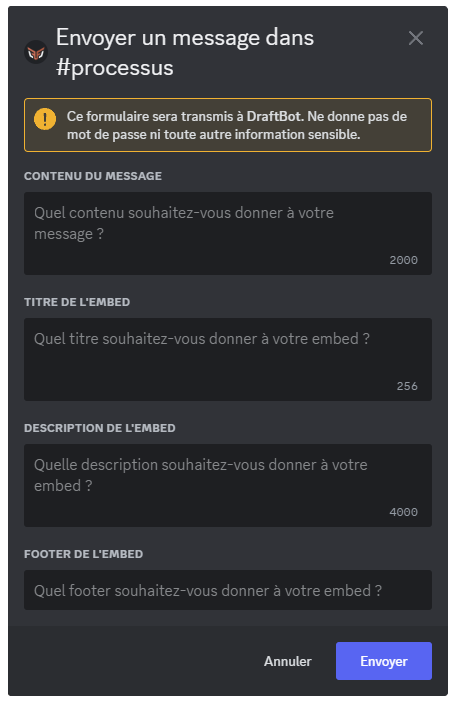 Envoyer un message dans
#processus
Ce formulaire sera transmis à DraftBot. Ne donne pas de
mot de passe ni toute autre information sensible.
CONTENU DU MESSAGE
Quel contenu souhaitez-vous donner à votre
message ?
2000
TITRE DE L'EMBED
Quel titre souhaitez-vous donner à votre embed ?
256
DESCRIPTION DE L'EMBED
Quelle description souhaitez-vous donner à votre
embed ?
4000
FOOTER DE L'EMBED
Quel footer souhaitez-vous donner à votre embed ?
Annuler
Envoyer